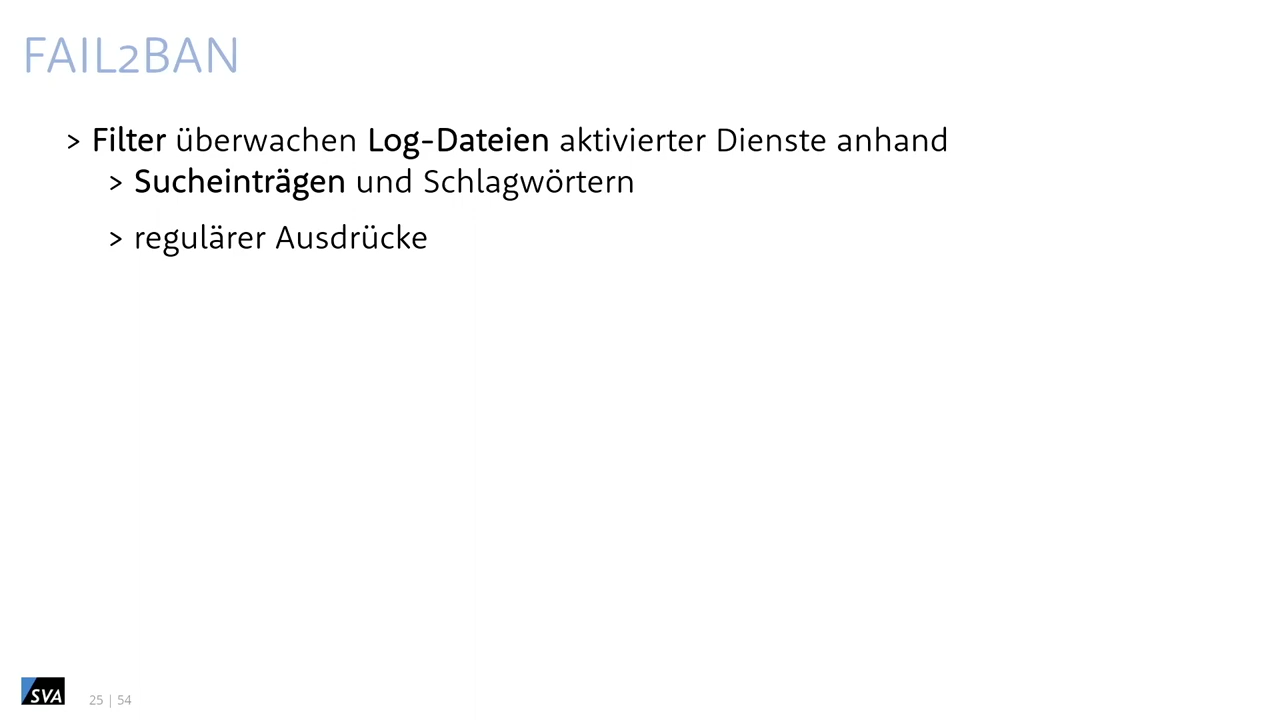 FAIL2BAN
> Filter überwachen Log-Dateien aktivierter Dienste anhand
> Sucheinträgen und Schlagwörtern
> regulärer Ausdrücke
SVA
25 | 54